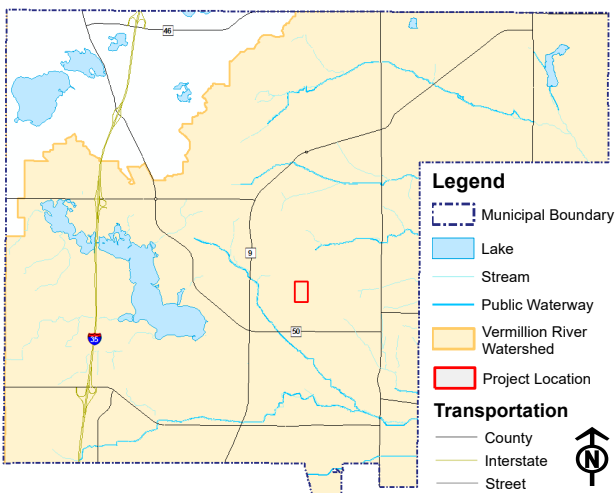 46
9
50
35
Legend
Municipal Boundary
Lake
Stream
Public Waterway
Vermillion River
Watershed
Project Location
Transportation
County
Interstate
Street
N